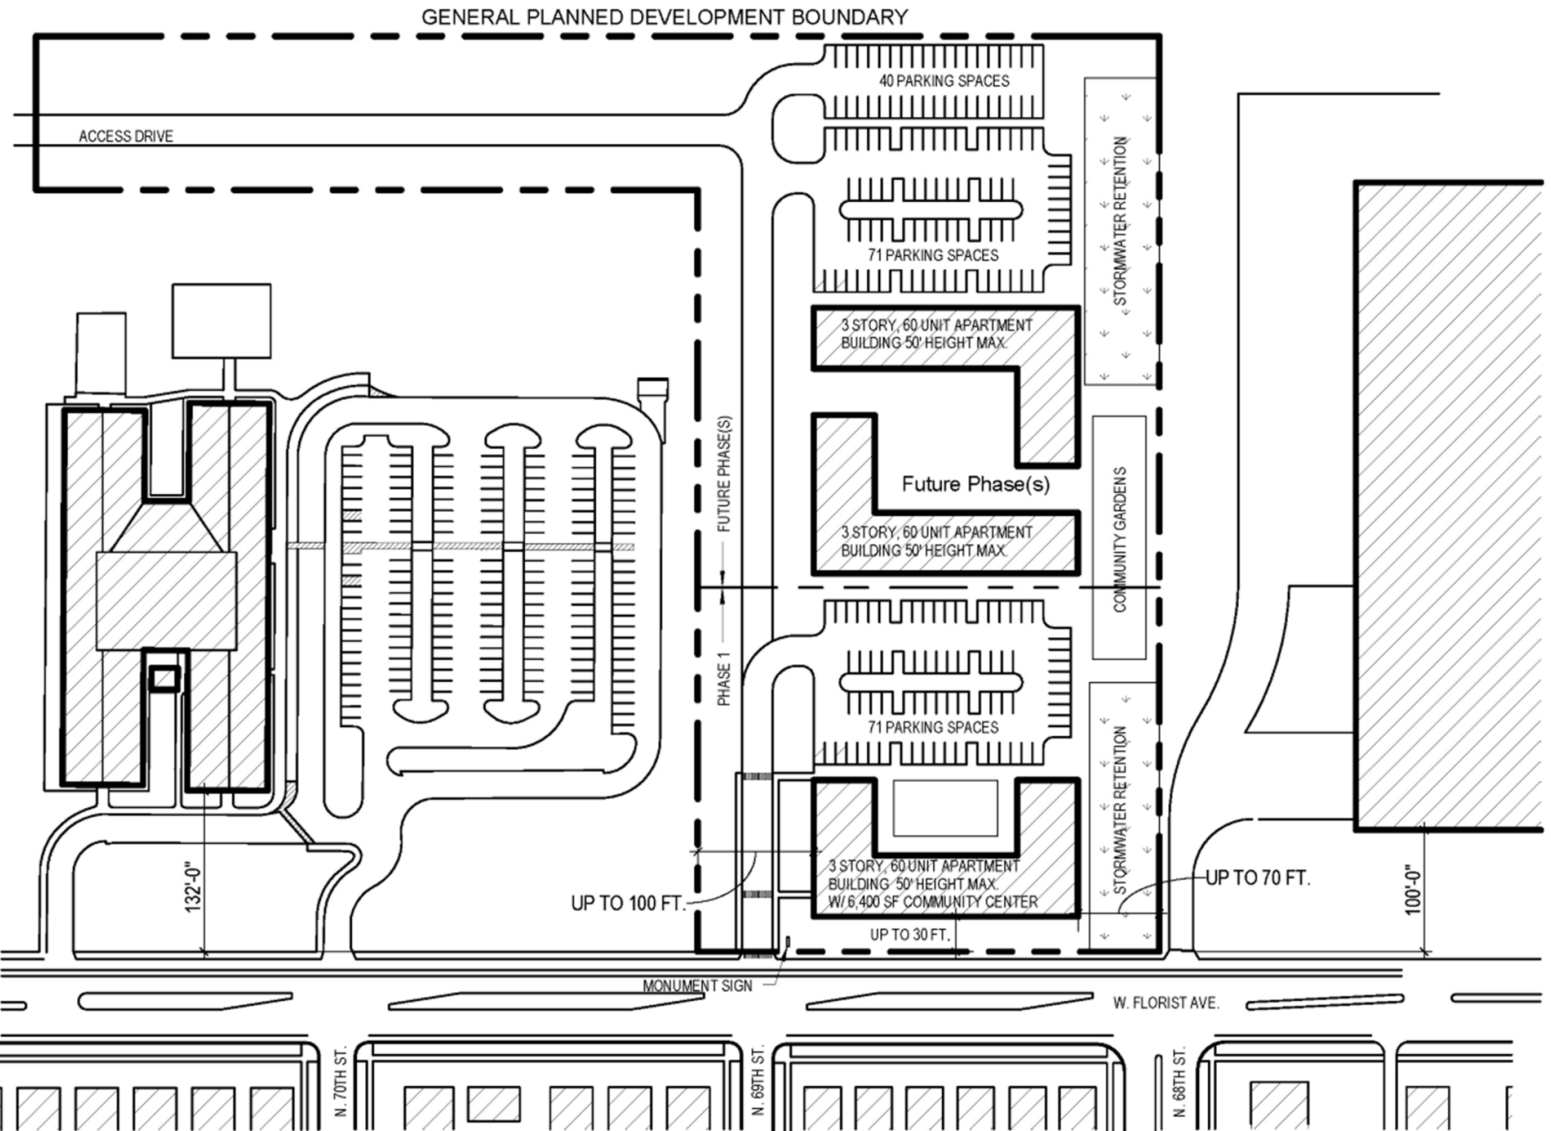 GENERAL PLANNED DEVELOPMENT BOUNDARY
40 PARKING SPACES
ACCESS DRIVE
STORMWATER RETENTION
71 PARKING SPACES
3 STORY, 60 UNIT APARTMENT
BUILDING 50' HEIGHT MAX.
FUTURE PHASE(S)
Future Phase(s)
COMMUNITY GARDENS
3 STORY, 60 UNIT APARTMENT
BUILDING 50' HEIGHT MAX.
PHASE 1
71 PARKING SPACES
STORMWATER RETENTION
132'-0"
3 STORY, 60 UNIT APARTMENT
BUILDING 50' HEIGHT MAX.
W/ 6,400 SF COMMUNITY CENTER
UP TO 100 FT.
UP TO 70 FT.
100'-0"
UP TO 30 FT.
MONUMENT SIGN
W. FLORIST AVE.
N. 70TH ST.
N. 69TH ST.
N. 68TH ST.